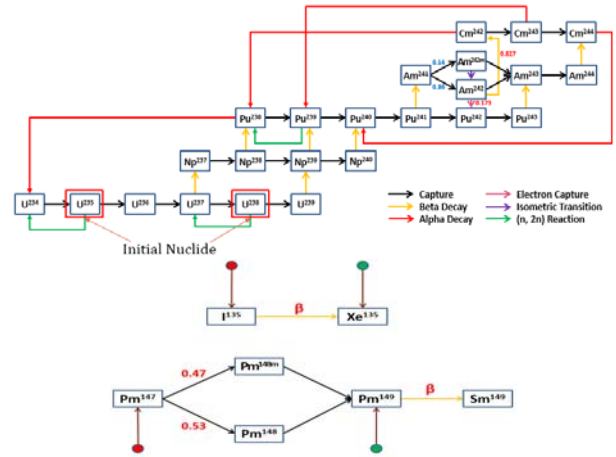 Cm242 Cm243 Cm244
0.827
Am241 0.16 Am242m Am243 Am244
0.84 Am242
0.173
Pu238 Pu239 Pu240 Pu241 Pu242 Pu243
Np237 Np238 Np239 Np240
U234 U235 U236 U237 U238 U239
Initial Nuclide
Capture
Beta Decay
Alpha Decay
Electron Capture
Isometric Transition
(n, 2n) Reaction
I135 β Xe135
0.47 Pm148m
Pm147 Pm149 β Sm149
0.53 Pm148